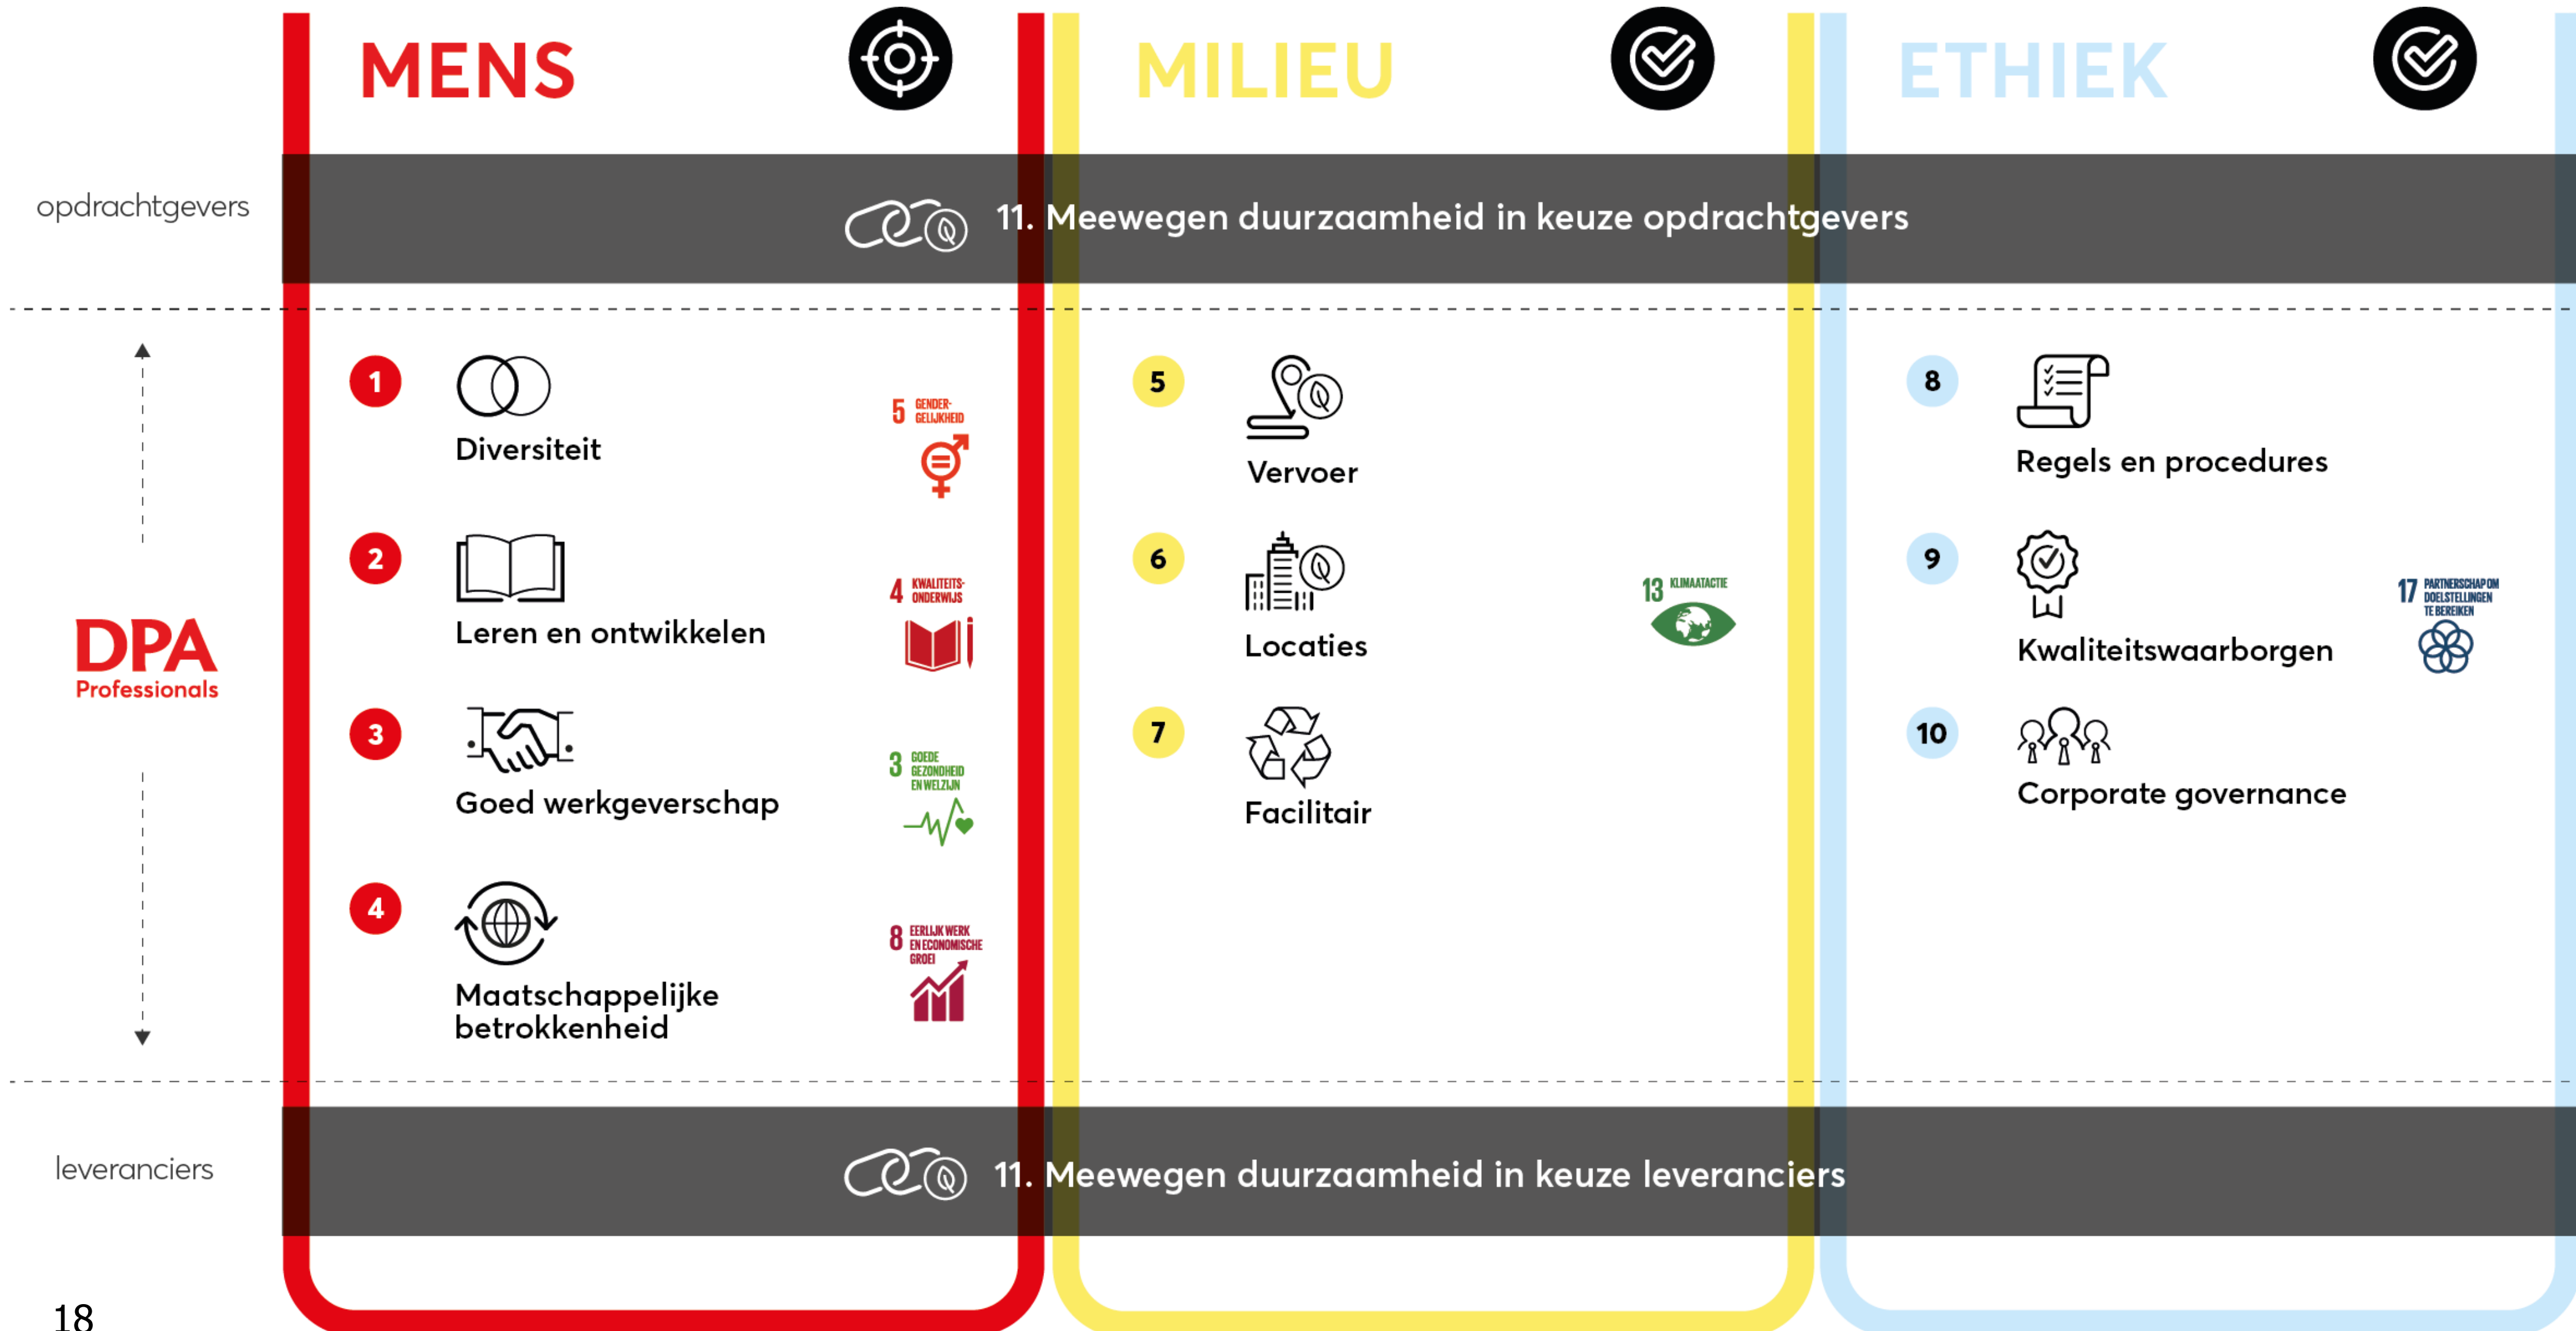 MENS
MILIEU
ETHIEK
opdrachtgevers
11. Meewegen duurzaamheid in keuze opdrachtgevers
1
Diversiteit
5 GENDER-
GELIJKHEID
2
Leren en ontwikkelen
4 KWALITEITS-
ONDERWIJS
3
Goed werkgeverschap
3 GOEDE
GEZONDHEID
EN WELZIJN
4
Maatschappelijke
betrokkenheid
8 EERLIJK WERK
EN ECONOMISCHE
GROEI
DPA
Professionals
5
Vervoer
6
Locaties
13 KLIMAATACTIE
7
Facilitair
8
Regels en procedures
9
Kwaliteitswaarborgen
17 PARTNERSCHAP OM
DOELSTELLINGEN
TE BEREIKEN
10
Corporate governance
leveranciers
11. Meewegen duurzaamheid in keuze leveranciers
18